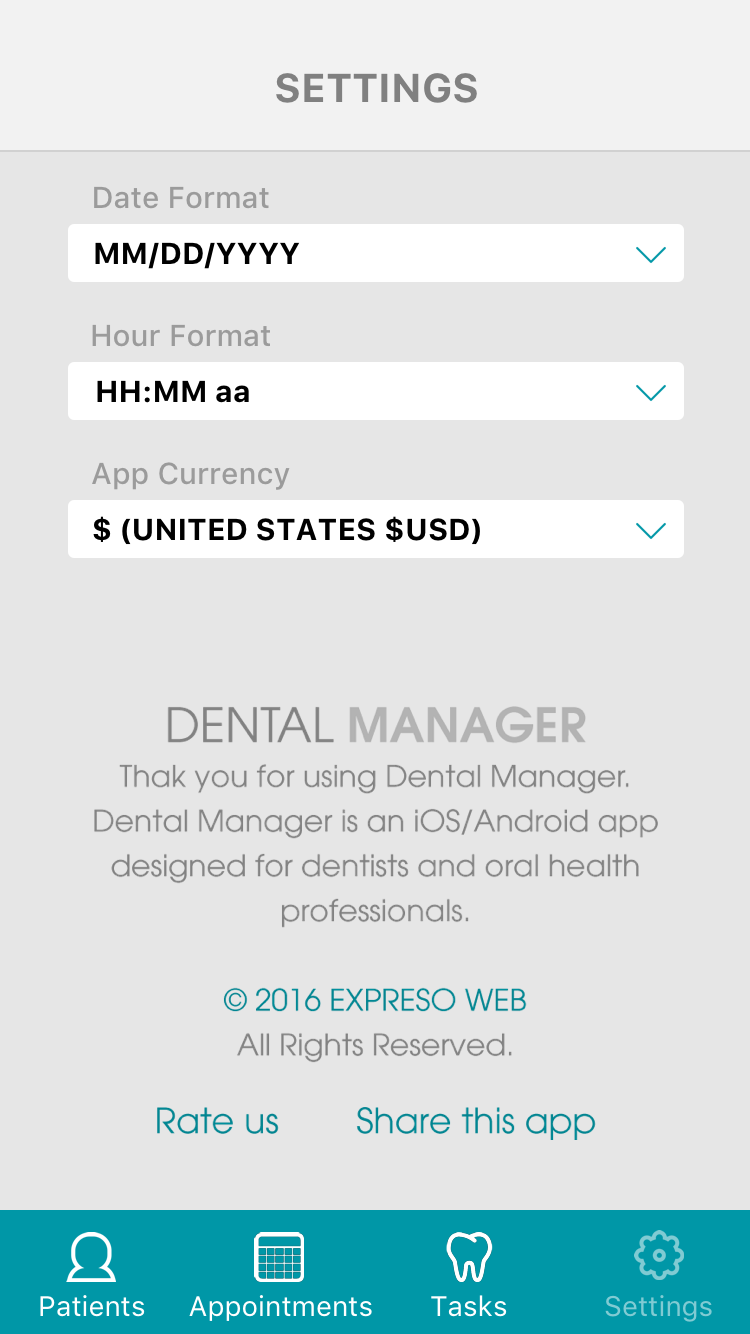 SETTINGS
Date Format
MM/DD/YYYY
Hour Format
HH:MM aa
App Currency
$ (UNITED STATES $USD)
DENTAL MANAGER
Thak you for using Dental Manager.
Dental Manager is an iOS/Android app
designed for dentists and oral health
professionals.
© 2016 EXPRESO WEB
All Rights Reserved.
Rate us Share this app
Patients Appointments Tasks Settings